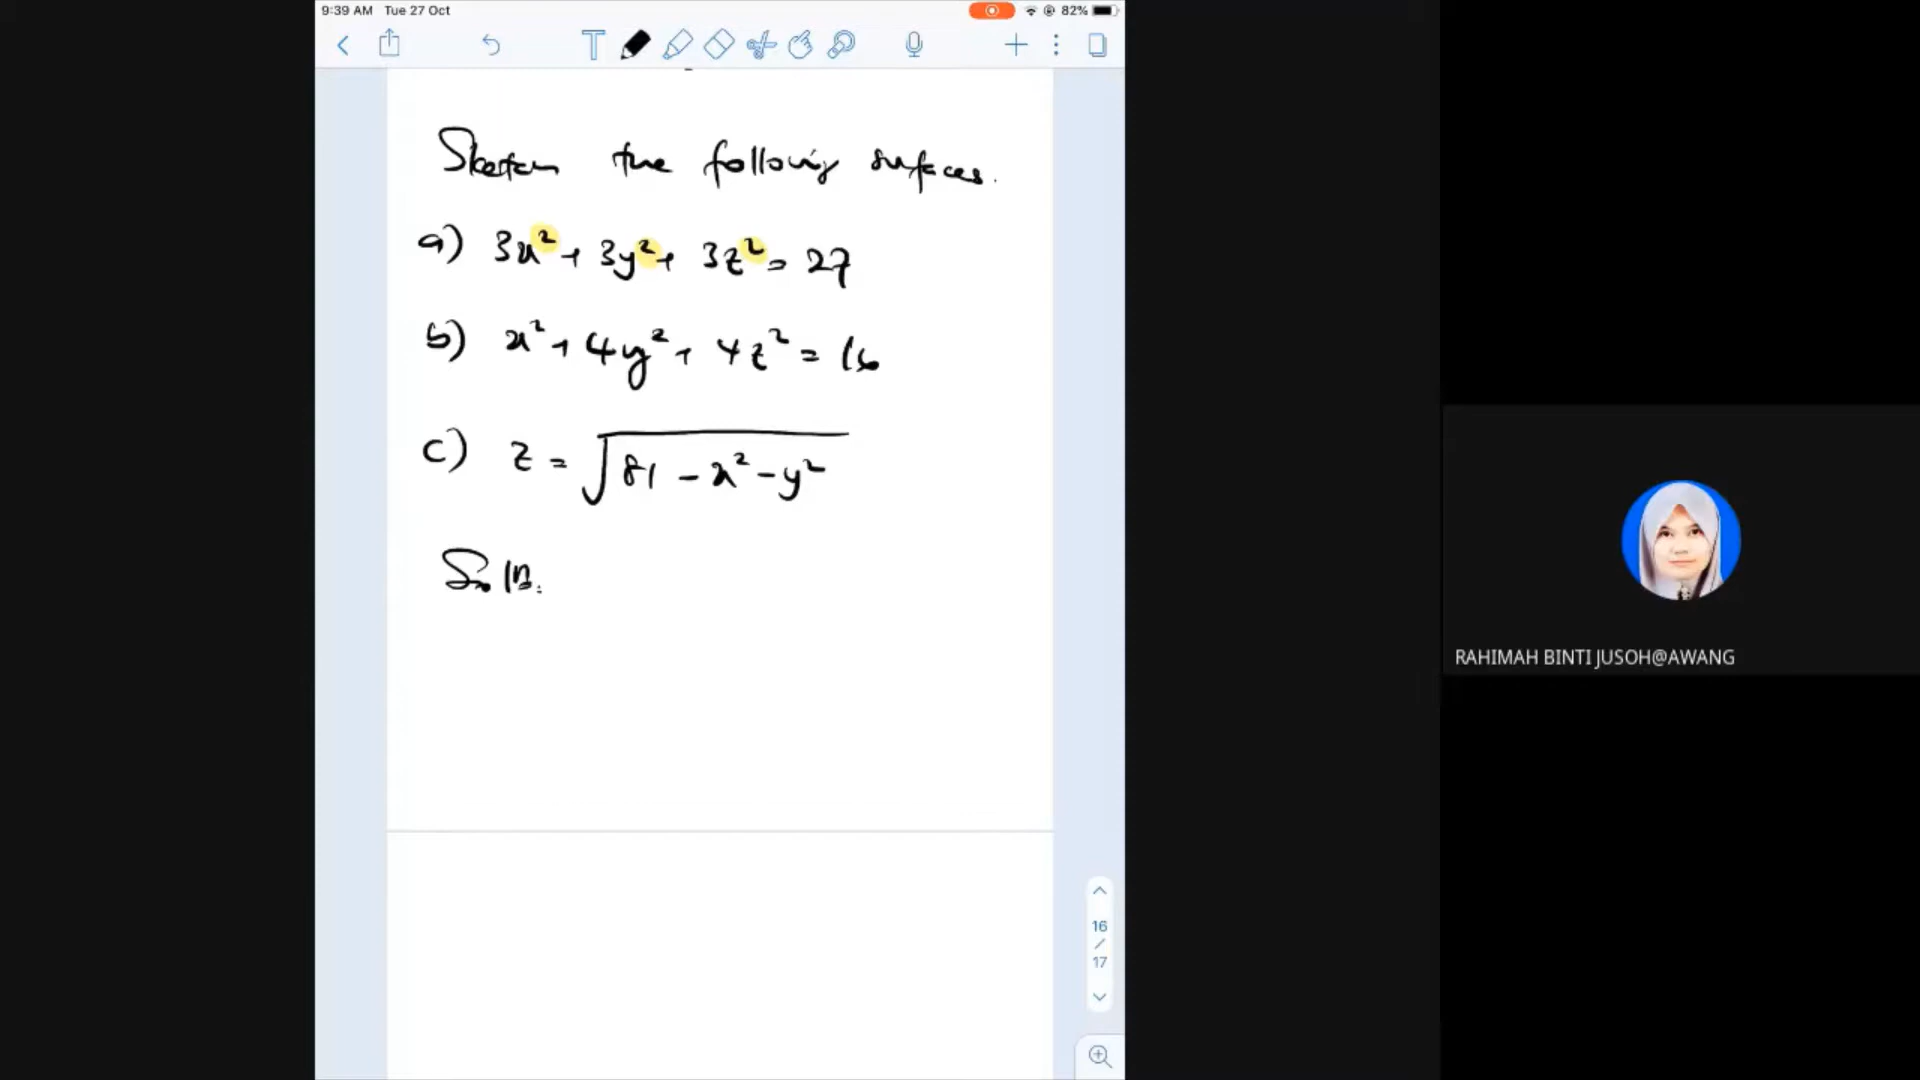 9:39 AM Tue 27 Oct
82%
Sketch the following surfaces.
a) 3x² + 3y² + 3z² = 27
b) x² + 4y² + 4z² = 16
c) z = √(81 - x² - y²)
Soln:
RAHIMAH BINTI JUSOH@AWANG
16
/
17